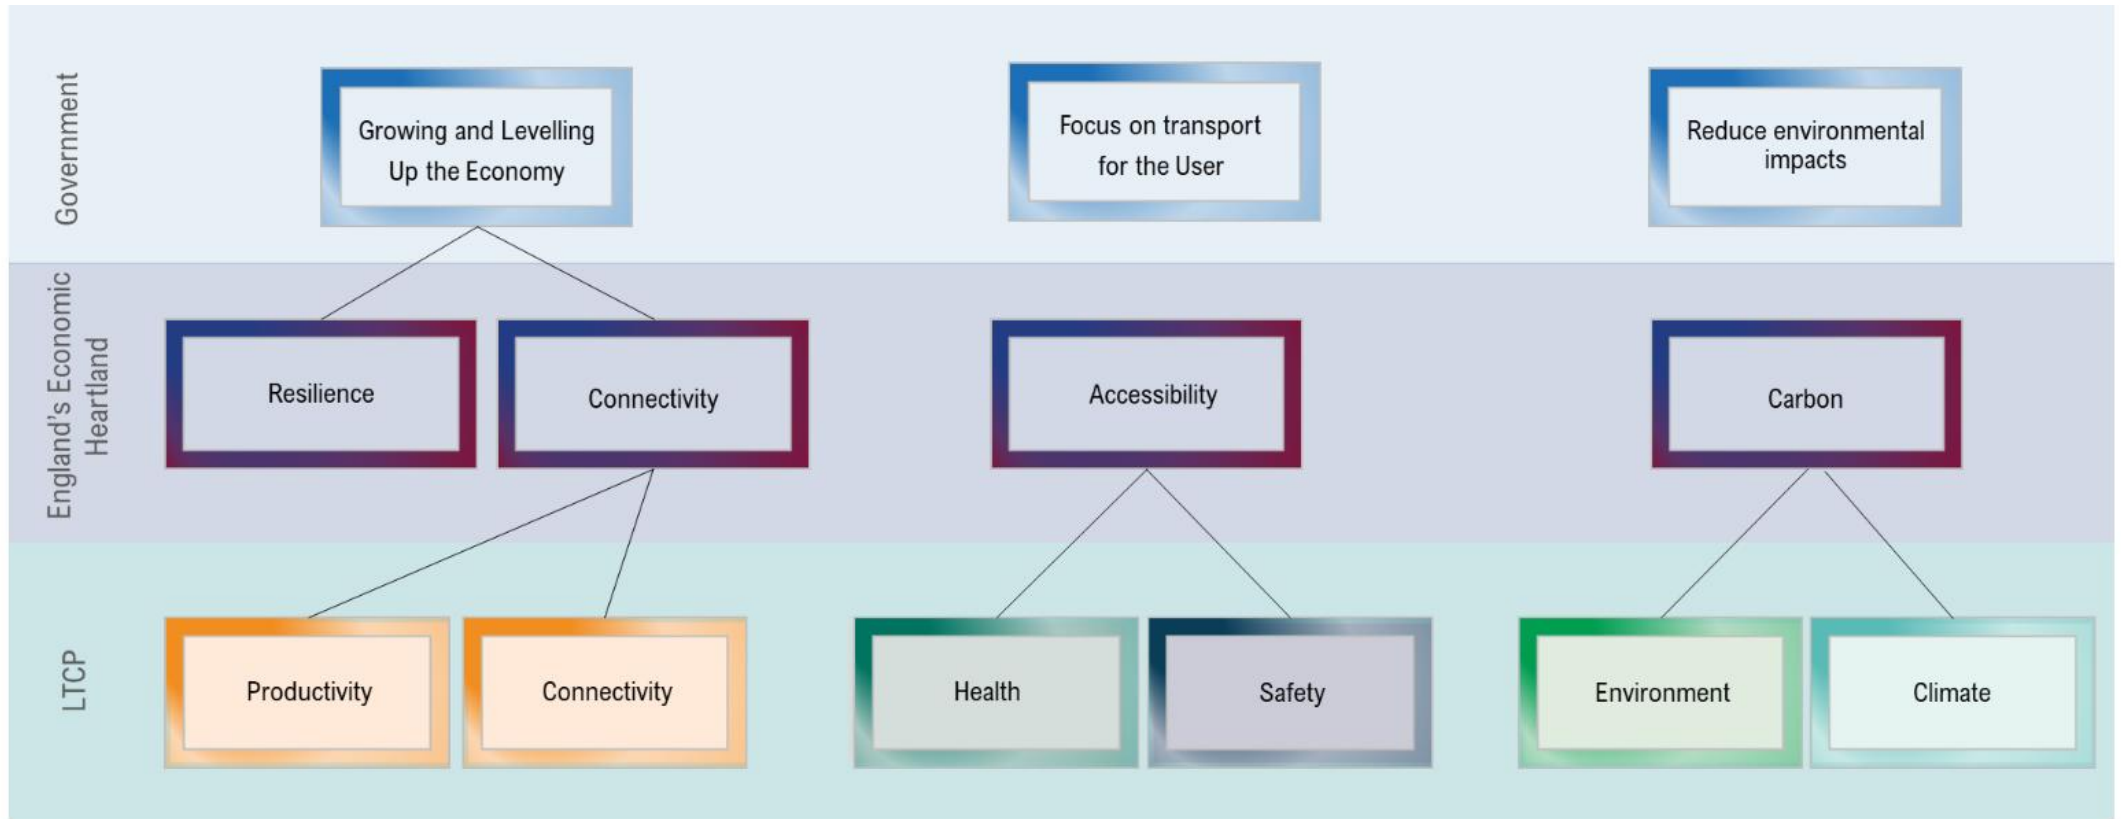 Government
Growing and Levelling
Up the Economy
Focus on transport
for the User
Reduce environmental
impacts
England's Economic
Heartland
Resilience
Connectivity
Accessibility
Carbon
LTCP
Productivity
Connectivity
Health
Safety
Environment
Climate